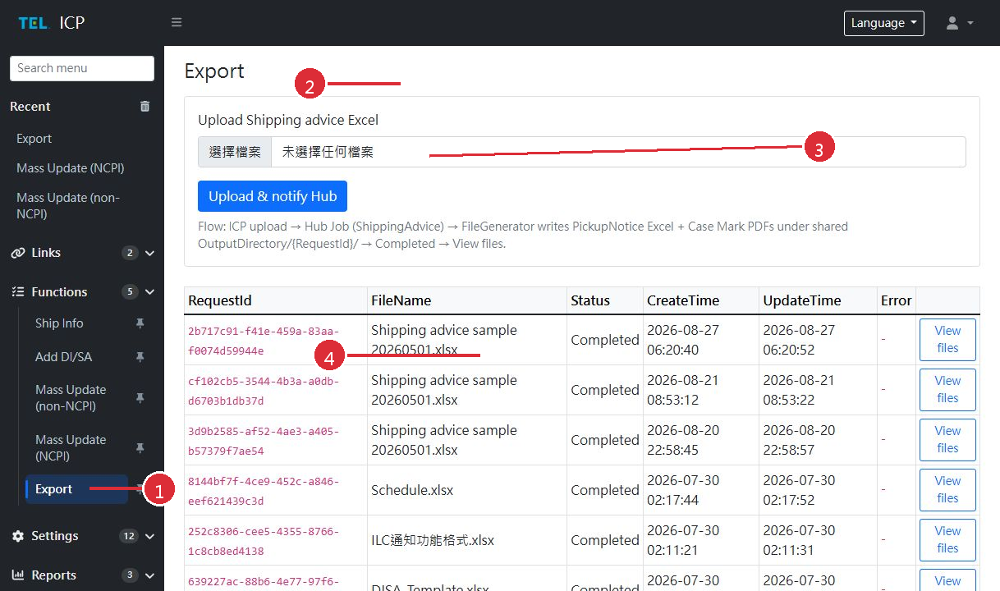 TEL ICP
Language
Search menu
Recent
Export
Mass Update (NCPI)
Mass Update (non-
NCPI)
Links 2
Functions 5
Ship Info
Add DI/SA
Mass Update
(non-NCPI)
Mass Update
(NCPI)
Export
1
Settings 12
Reports 3
Export
2
Upload Shipping advice Excel
選擇檔案 未選擇任何檔案
3
Upload & notify Hub
Flow: ICP upload → Hub Job (ShippingAdvice) → FileGenerator writes PickupNotice Excel + Case Mark PDFs under shared
OutputDirectory/{RequestId}/ → Completed → View files.
RequestId FileName Status CreateTime UpdateTime Error
2b717c91-f41e-459a-83aa-
f0074d59944e
Shipping advice sample
20260501.xlsx
Completed
2026-08-27
06:20:40
2026-08-27
06:20:52
-
View
files
4
cf102cb5-3544-4b3a-a0db-
d6703b1db37d
Shipping advice sample
20260501.xlsx
Completed
2026-08-21
08:53:12
2026-08-21
08:53:22
-
View
files
3d9b2585-af52-4ae3-a405-
b57379f7ae54
Shipping advice sample
20260501.xlsx
Completed
2026-08-20
22:58:45
2026-08-20
22:58:57
-
View
files
8144bf7f-4ce9-452c-a846-
eef621439c3d
Schedule.xlsx
Completed
2026-07-30
02:17:44
2026-07-30
02:17:52
-
View
files
252c8306-cee5-4355-8766-
1c8cb8ed4138
ILC通知功能格式.xlsx
Completed
2026-07-30
02:11:21
2026-07-30
02:11:31
-
View
files
639227ac-88b6-4e77-97f6-
Completed
2026-07-30
2026-07-30
View